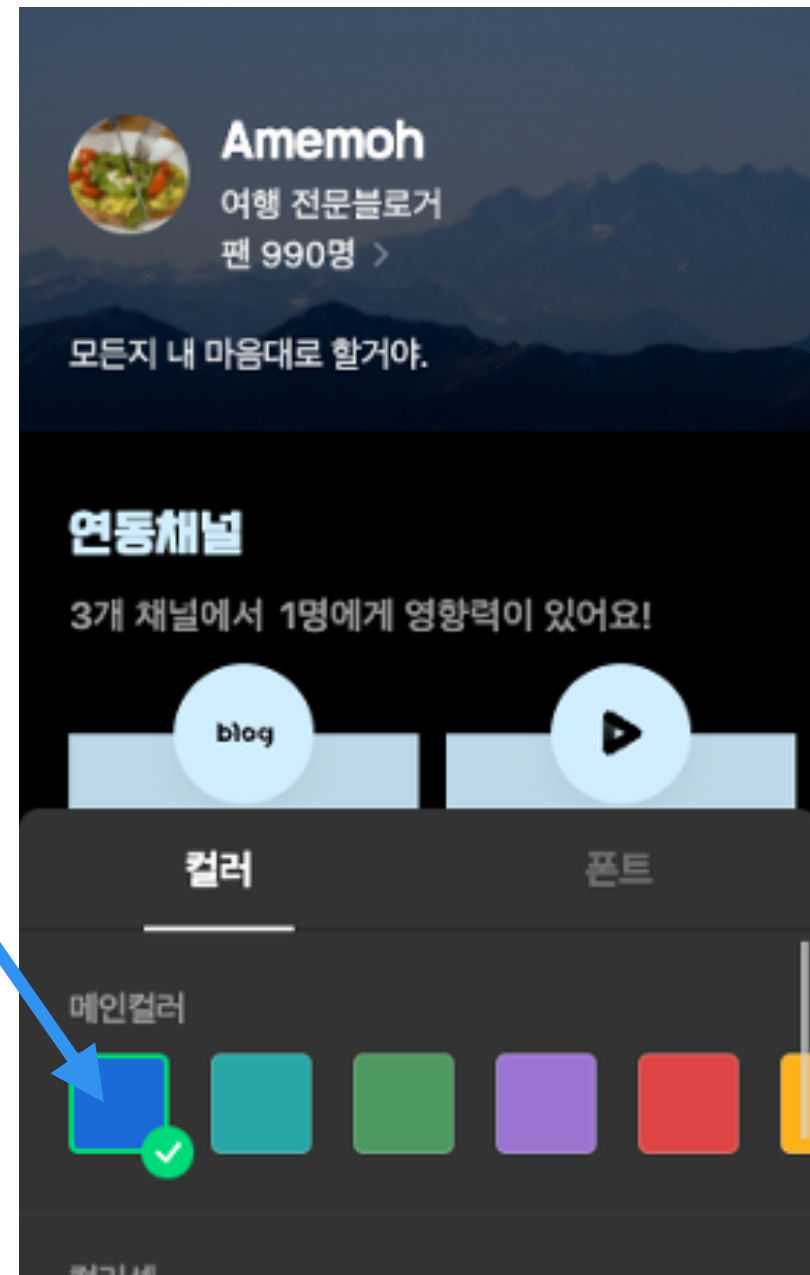 Amemoh
여행 전문블로거
팬 990명 >
모든지 내 마음대로 할거야.
연동채널
3개 채널에서 1명에게 영향력이 있어요!
blog
컬러 폰트
메인컬러